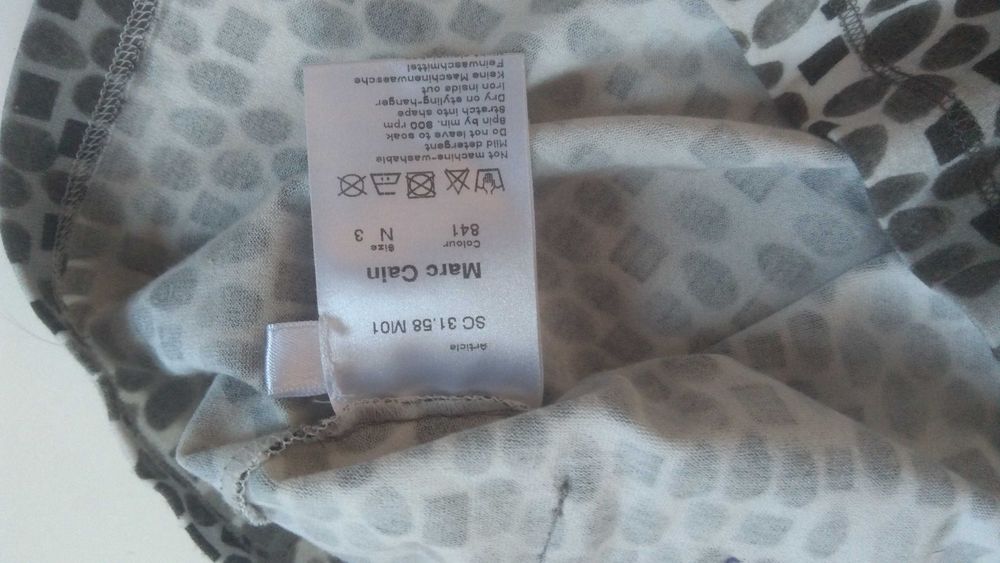 Article
SC 31.58 M01
Marc Cain
Colour Size
841 N 3
Not machine-washable
Mild detergent
Do not leave to soak
Spin by min. 800 rpm
Stretch into shape
Dry on styling-hanger
Iron inside out
Keine Maschinenwaesche
Feinwaschmittel